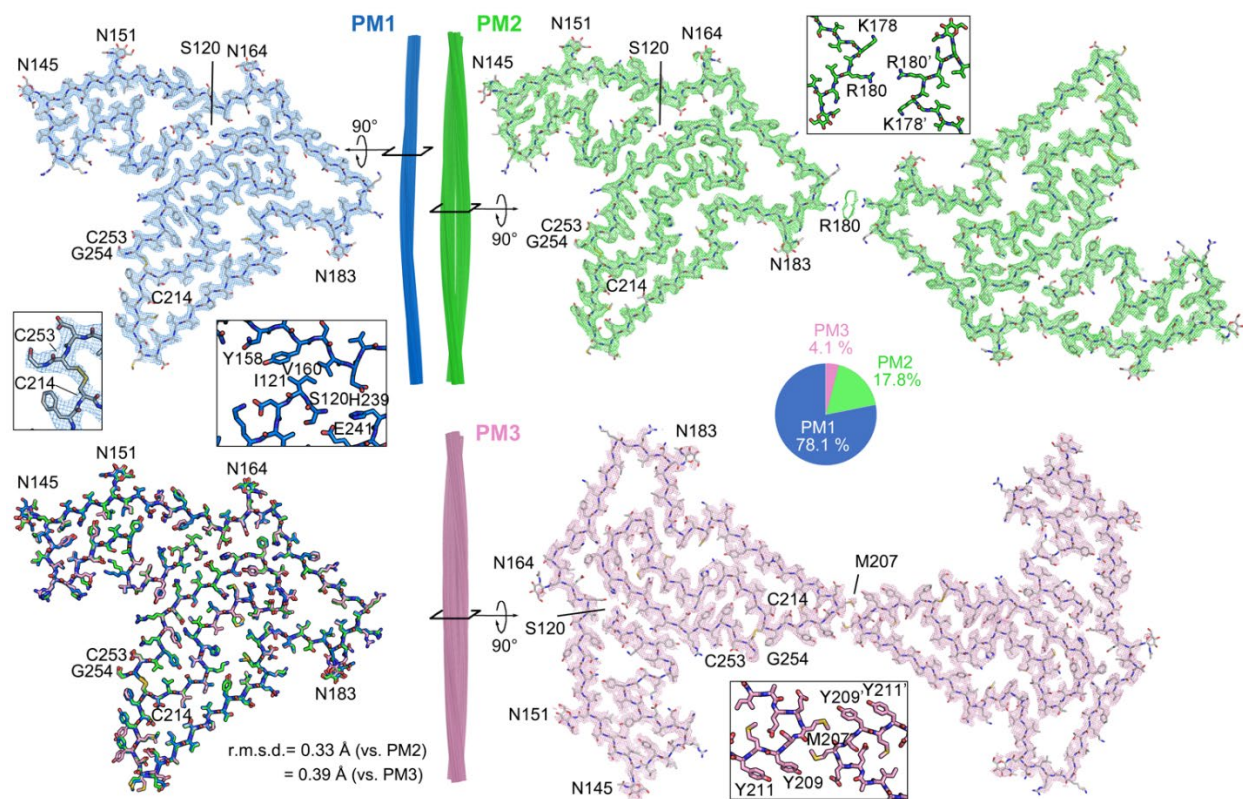 PM1
N151
N145
S120
N164
90°
C253
G254
N183
C214
PM2
N151
N145
S120
N164
90°
C253
G254
C214
N183
R180
K178
R180'
R180
K178'
C253
C214
Y158
V160
I121
S120
H239
E241
PM3
4.1 %
PM2
17.8%
PM1
78.1 %
N151
N145
N164
C253
G254
C214
N183
r.m.s.d.= 0.33 Å (vs. PM2)
= 0.39 Å (vs. PM3)
PM3
90°
N183
N164
S120
C214
C253
G254
M207
N151
N145
Y209'
Y211'
M207
Y211
Y209